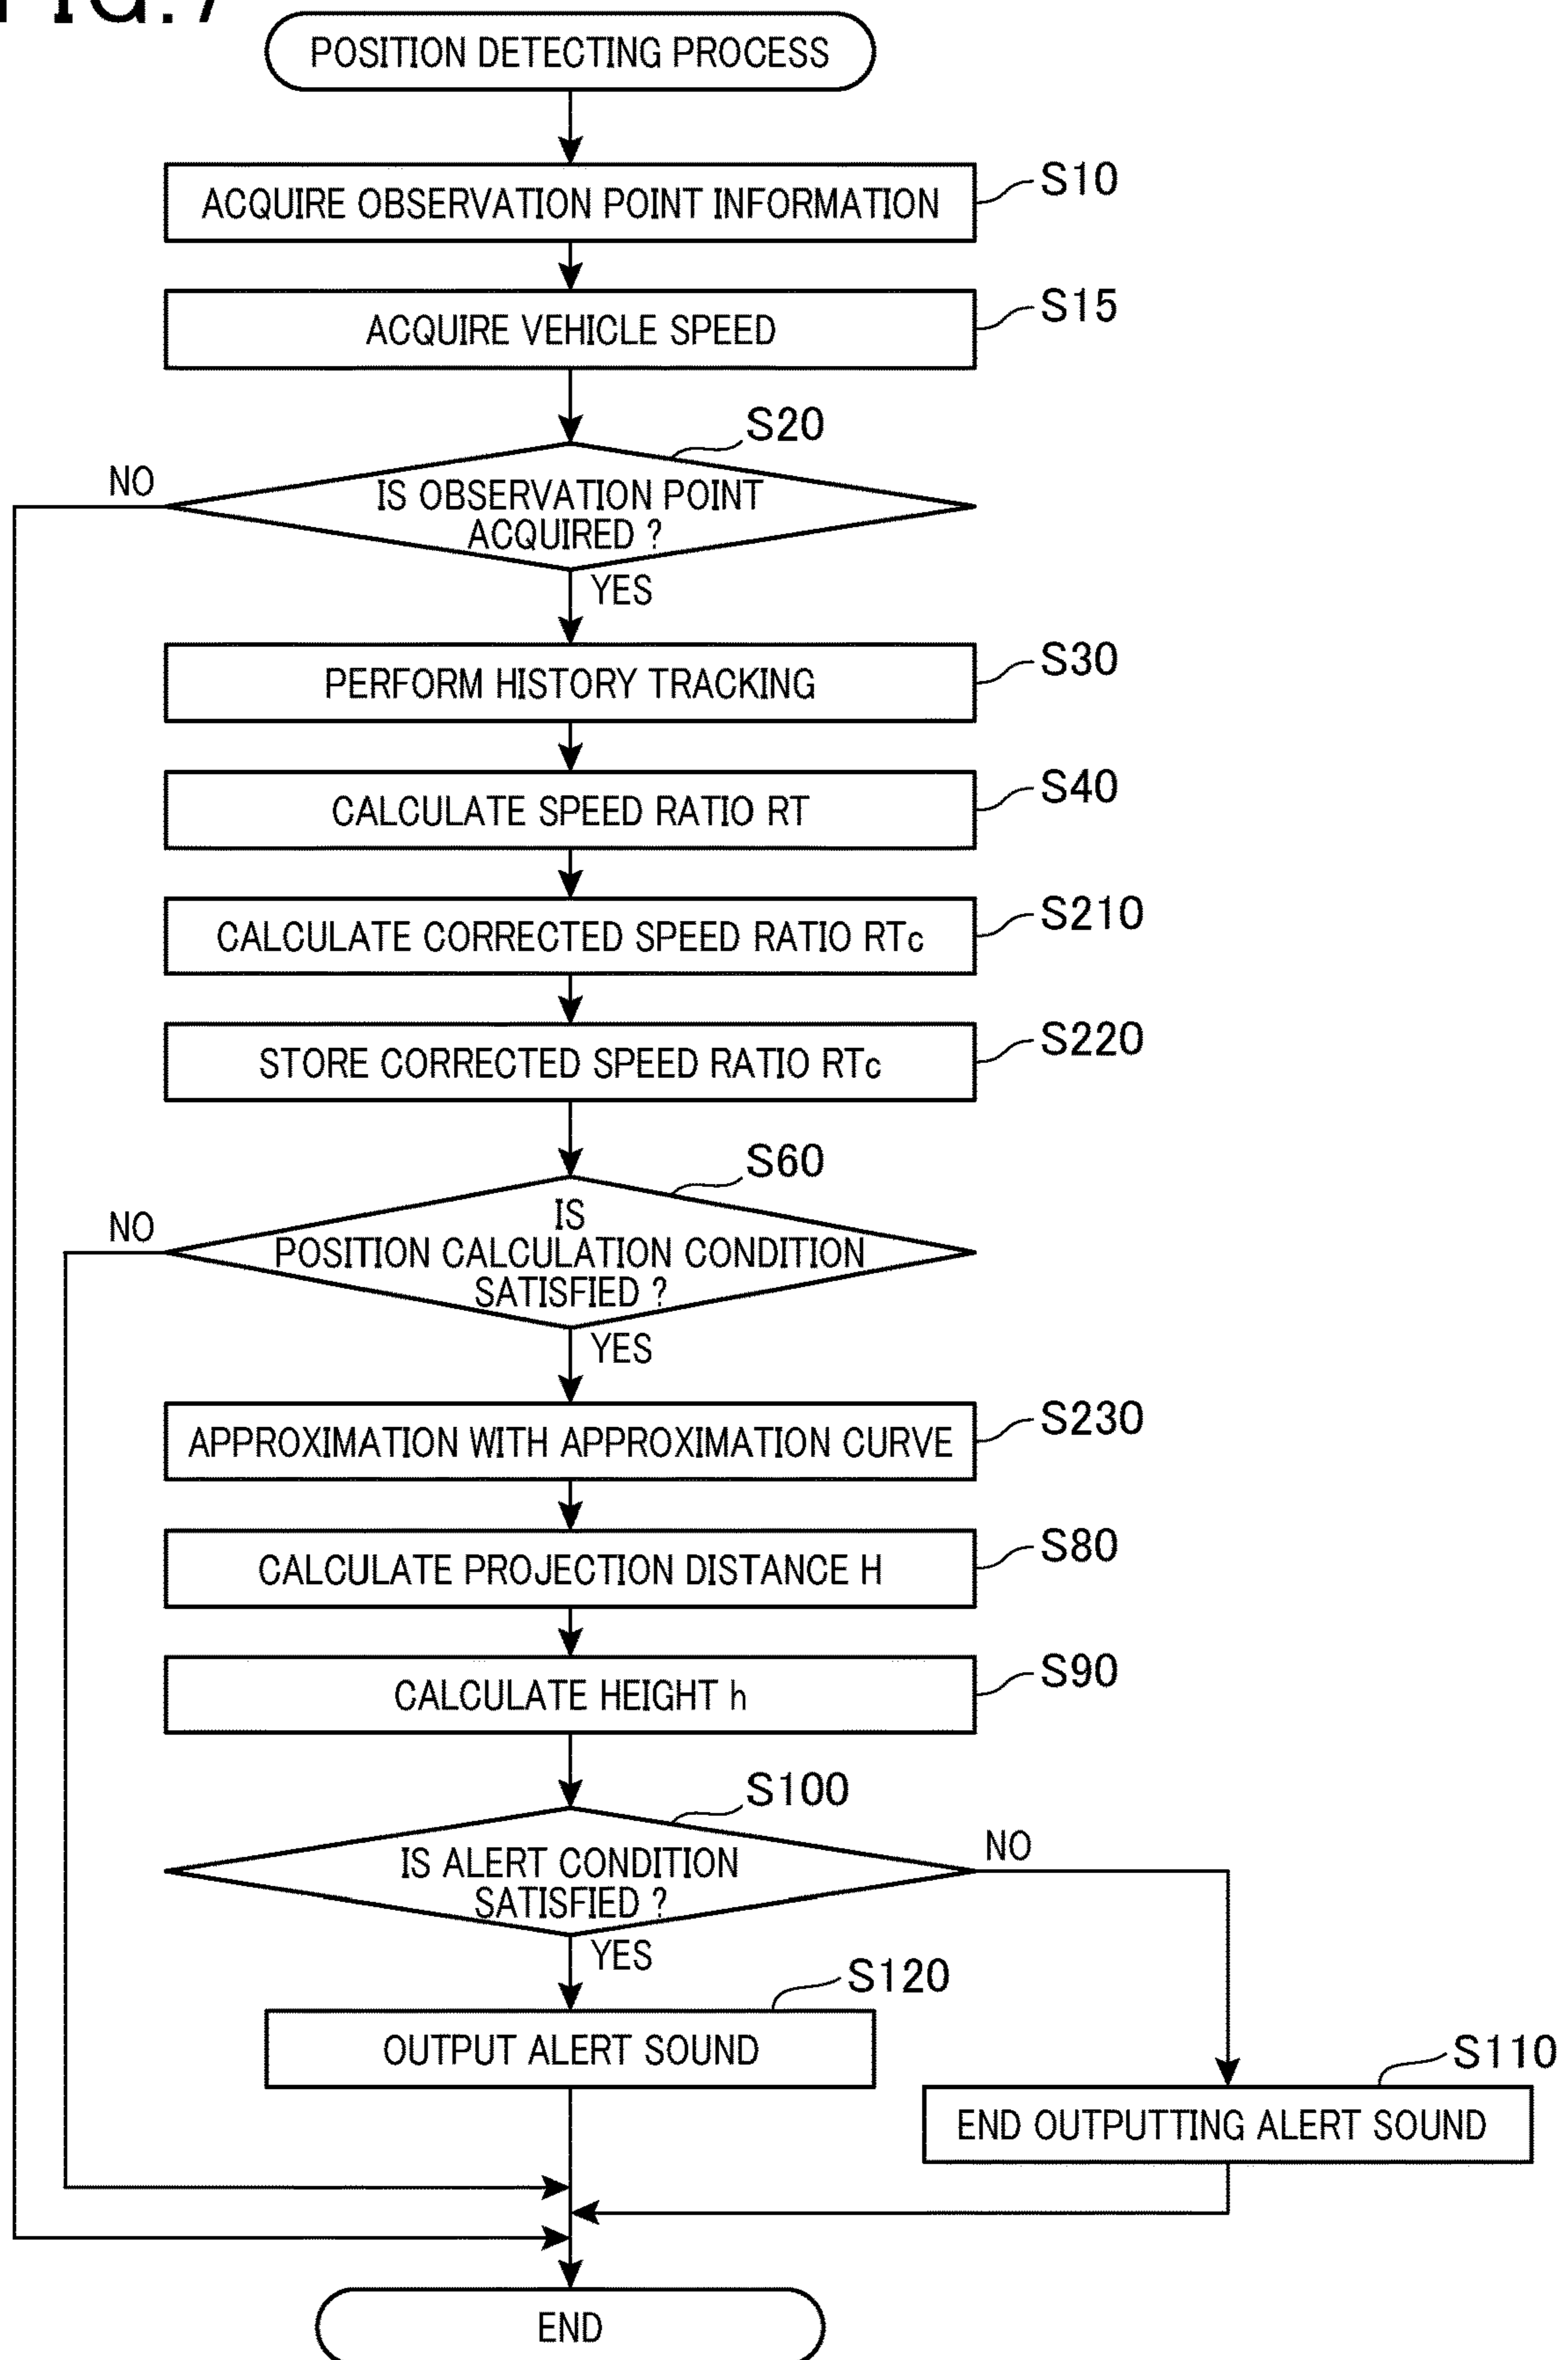 FIG.7
POSITION DETECTING PROCESS
ACQUIRE OBSERVATION POINT INFORMATION
S10
ACQUIRE VEHICLE SPEED
S15
S20
NO
IS OBSERVATION POINT
ACQUIRED ?
YES
PERFORM HISTORY TRACKING
S30
CALCULATE SPEED RATIO RT
S40
CALCULATE CORRECTED SPEED RATIO RTc
S210
STORE CORRECTED SPEED RATIO RTc
S220
S60
NO
IS
POSITION CALCULATION CONDITION
SATISFIED ?
YES
APPROXIMATION WITH APPROXIMATION CURVE
S230
CALCULATE PROJECTION DISTANCE H
S80
CALCULATE HEIGHT h
S90
S100
IS ALERT CONDITION
SATISFIED ?
NO
YES
S120
OUTPUT ALERT SOUND
S110
END OUTPUTTING ALERT SOUND
END